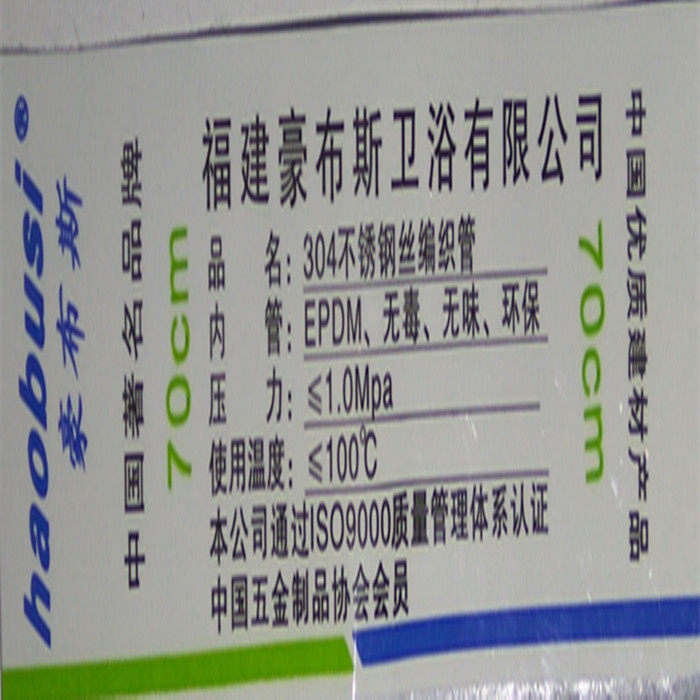 haobusi®
豪布斯
中国著名品牌
70cm
福建豪布斯卫浴有限公司
品 名：304不锈钢丝编织管
内 管：EPDM、无毒、无味、环保
压 力：≤1.0Mpa
使用温度：≤100℃
本公司通过ISO9000质量管理体系认证
中国五金制品协会会员
70cm
中国优质建材产品